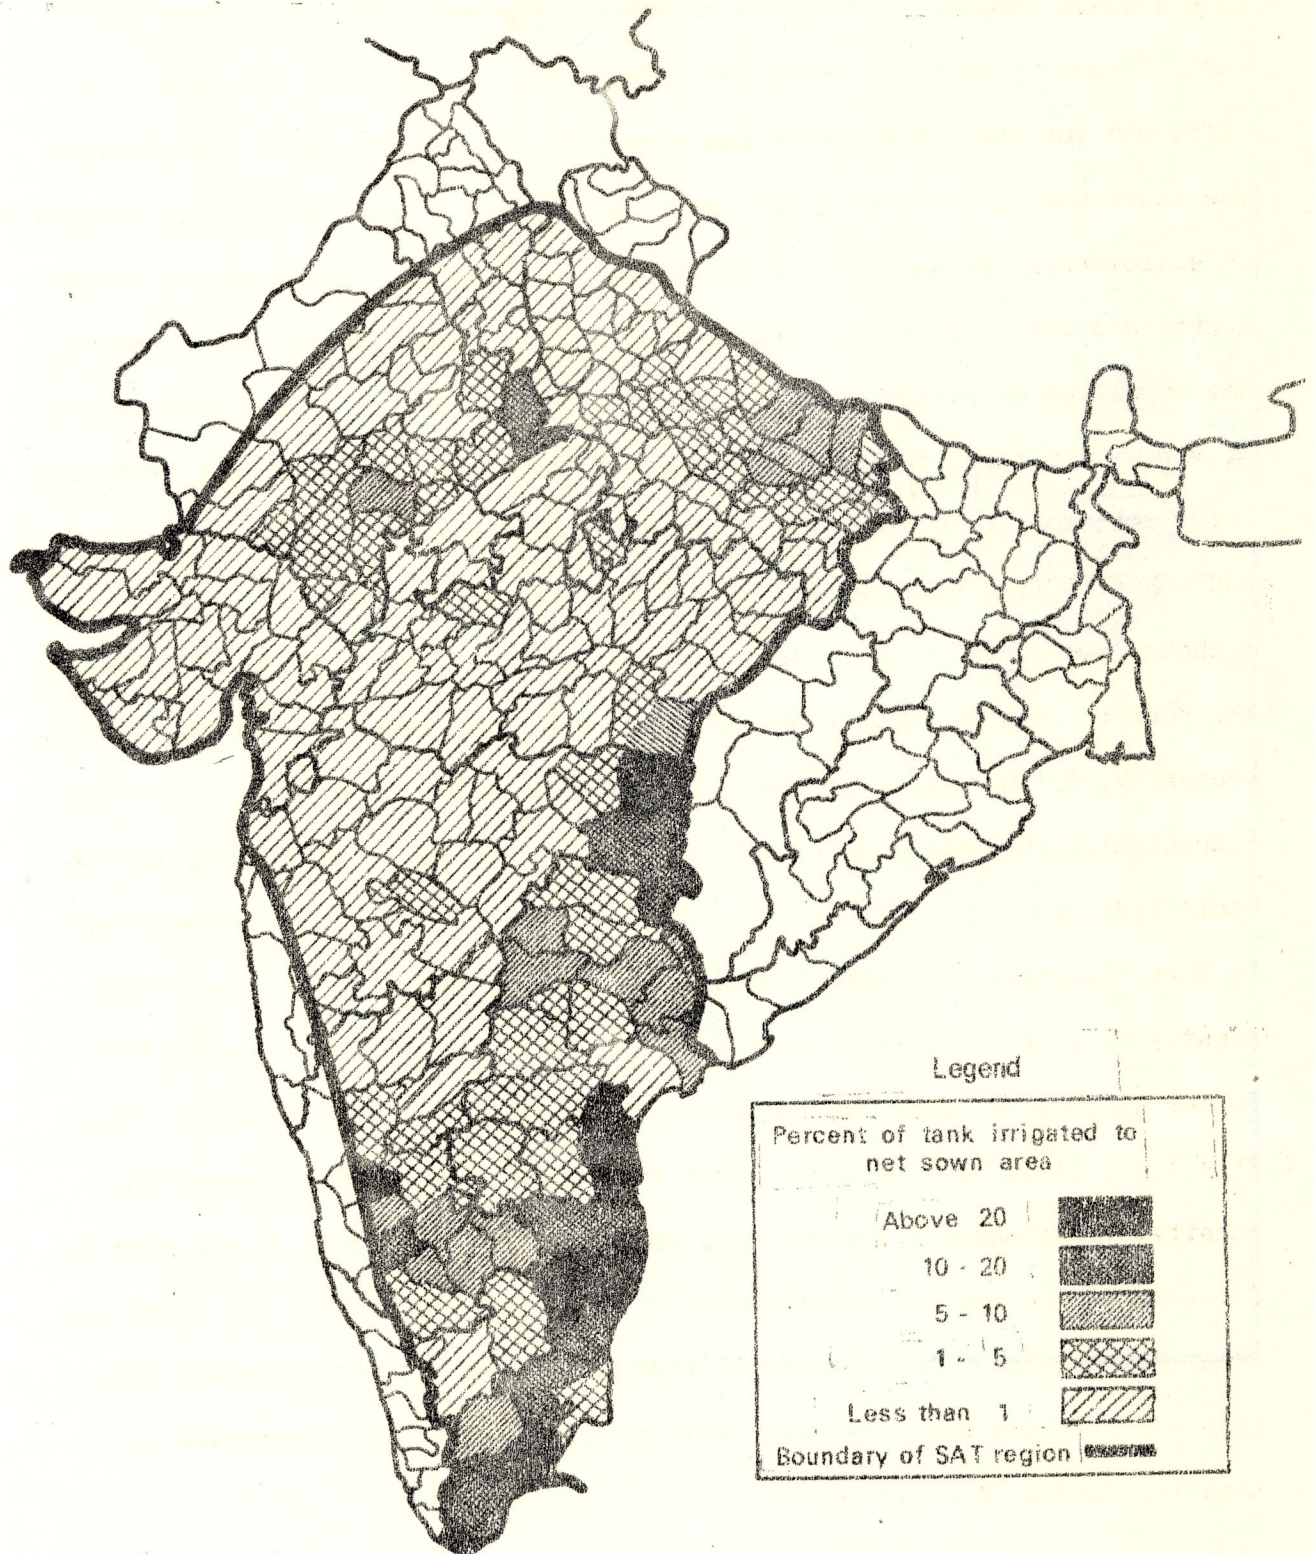 Legend
Percent of tank irrigated to
net sown area
Above 20
10 - 20
5 - 10
1 - 5
Less than 1
Boundary of SAT region